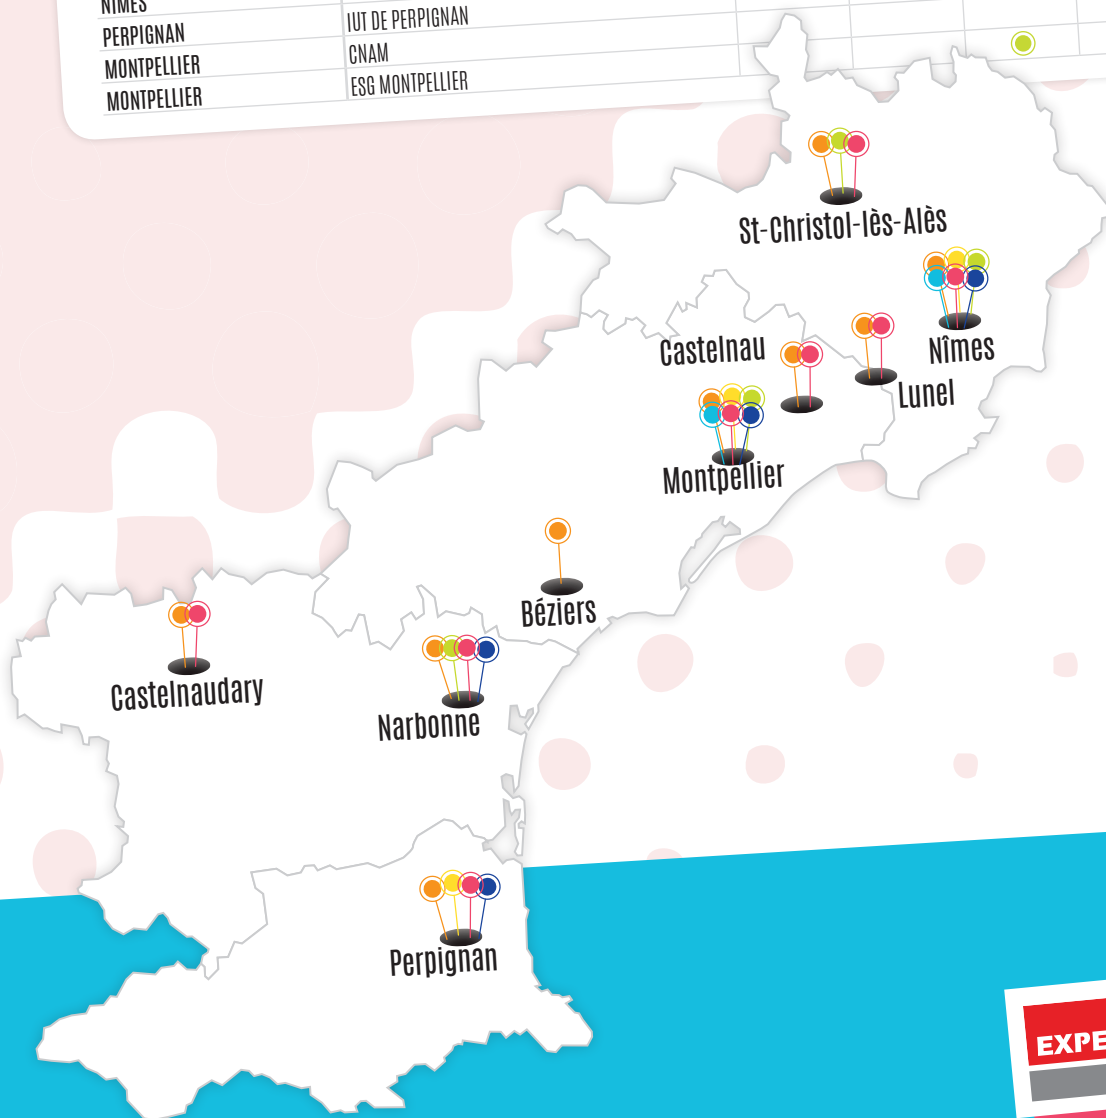 NÎMES
PERPIGNAN IUT DE PERPIGNAN
MONTPELLIER CNAM
MONTPELLIER ESG MONTPELLIER
St-Christol-lès-Alès
Nîmes
Castelnau
Lunel
Montpellier
Béziers
Castelnaudary
Narbonne
Perpignan
EXPE